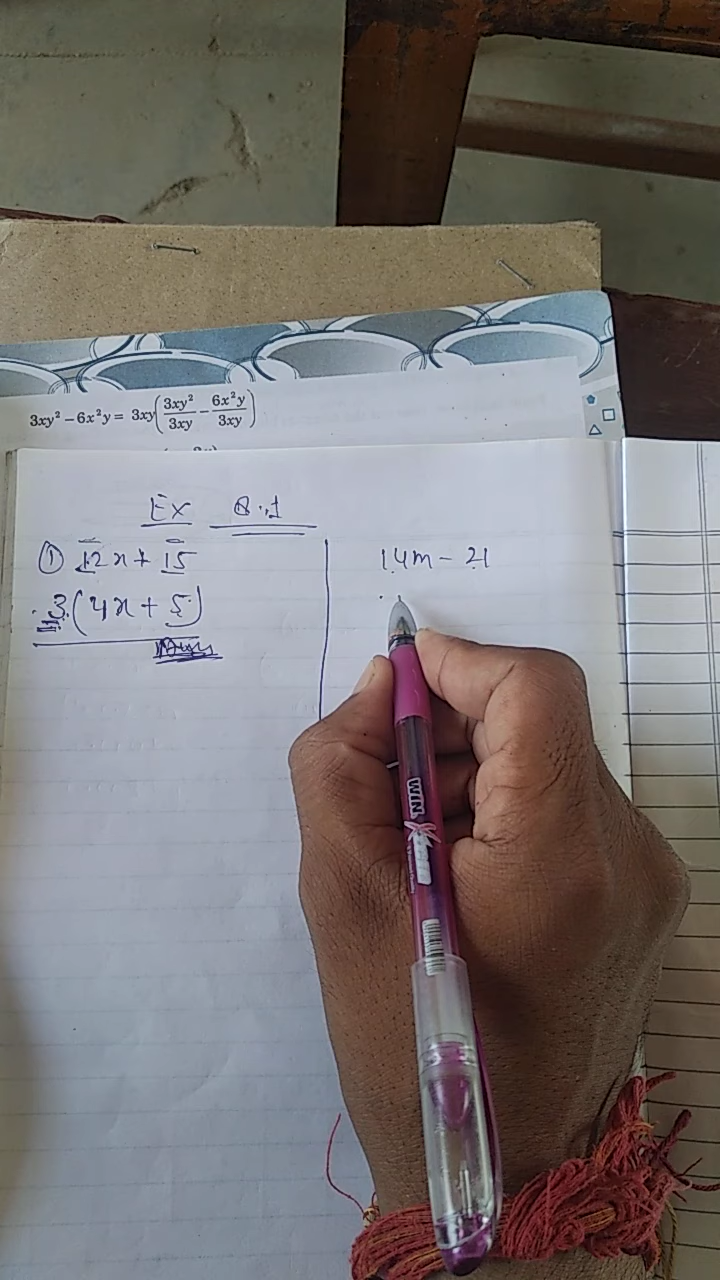 3xy² – 6x²y = 3xy(3xy²/3xy – 6x²y/3xy)
Ex 8.1
① 12x + 15
3(4x + 5)
Ans
14m – 21
WIN